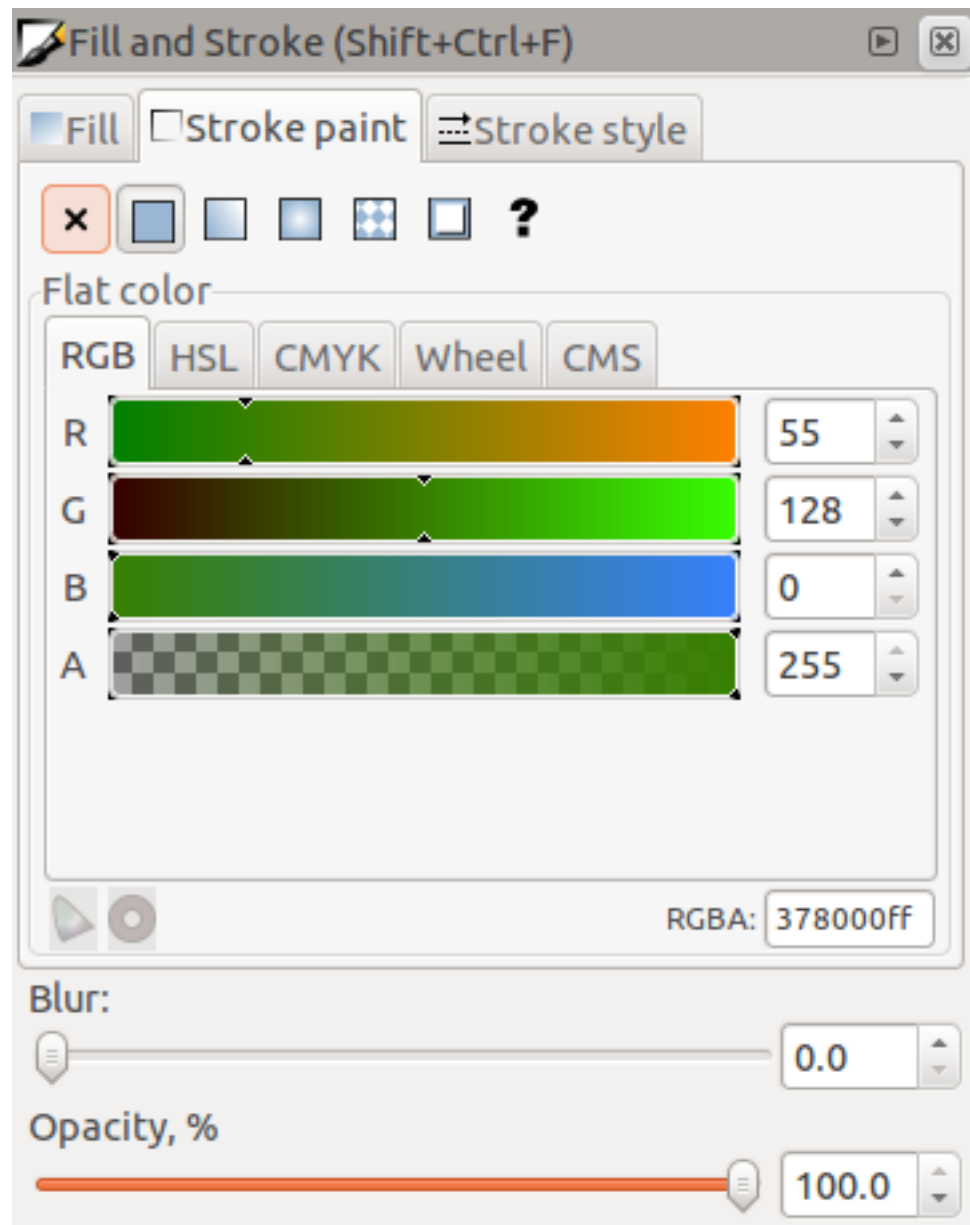 Fill and Stroke (Shift+Ctrl+F)
Fill Stroke paint Stroke style
?
Flat color
RGB HSL CMYK Wheel CMS
R 55
G 128
B 0
A 255
RGBA: 378000ff
Blur:
0.0
Opacity, %
100.0